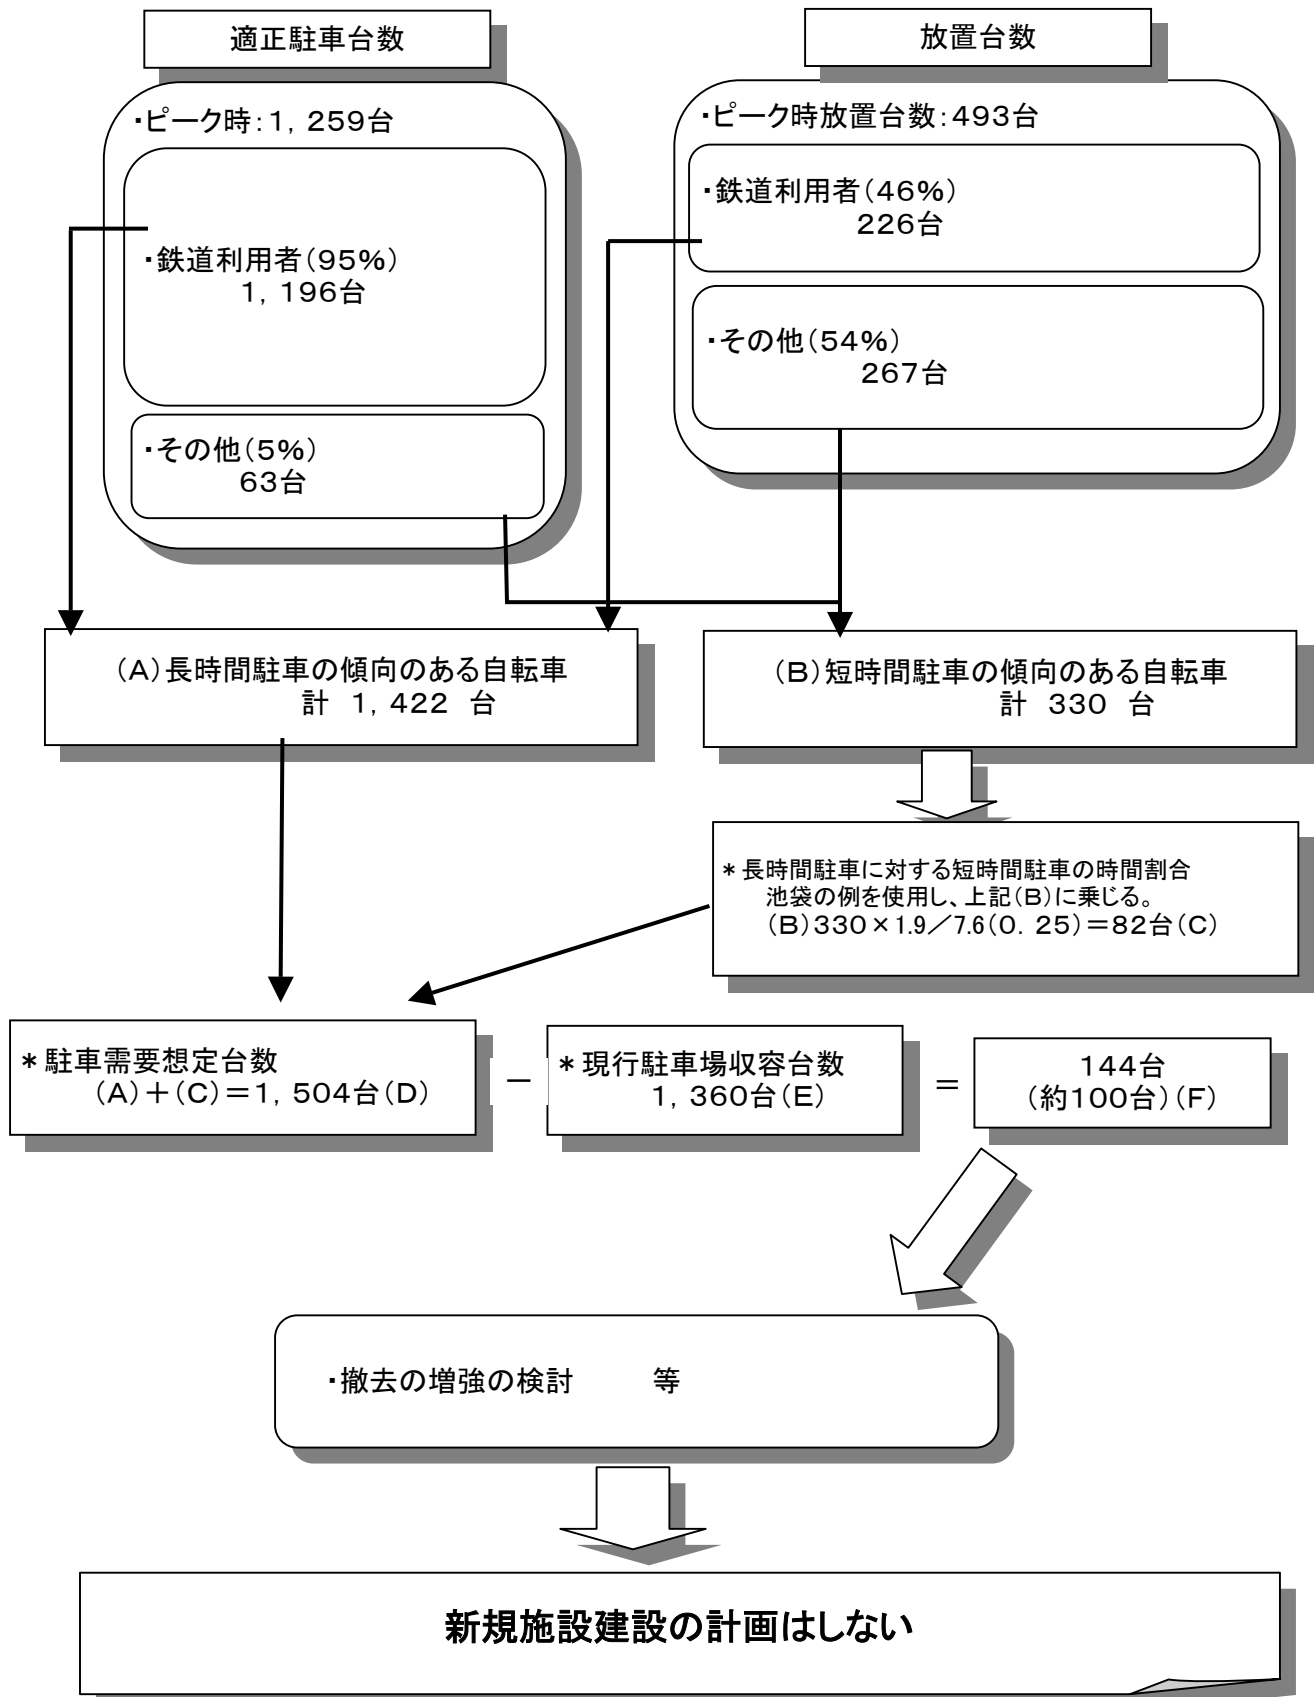 適正駐車台数
・ピーク時：１，２５９台
・鉄道利用者（９５％）
１，１９６台
・その他（５％）
６３台
放置台数
・ピーク時放置台数：４９３台
・鉄道利用者（４６％）
２２６台
・その他（５４％）
２６７台
（Ａ）長時間駐車の傾向のある自転車
計　１，４２２　台
（Ｂ）短時間駐車の傾向のある自転車
計　３３０　台
＊長時間駐車に対する短時間駐車の時間割合
池袋の例を使用し、上記（Ｂ）に乗じる。
（Ｂ）３３０×1.9／7.6（０．２５）＝８２台（Ｃ）
＊駐車需要想定台数
（Ａ）＋（Ｃ）＝１，５０４台（Ｄ）
－
＊現行駐車場収容台数
１，３６０台（Ｅ）
＝
１４４台
（約１００台）（Ｆ）
・撤去の増強の検討　　　等
新規施設建設の計画はしない